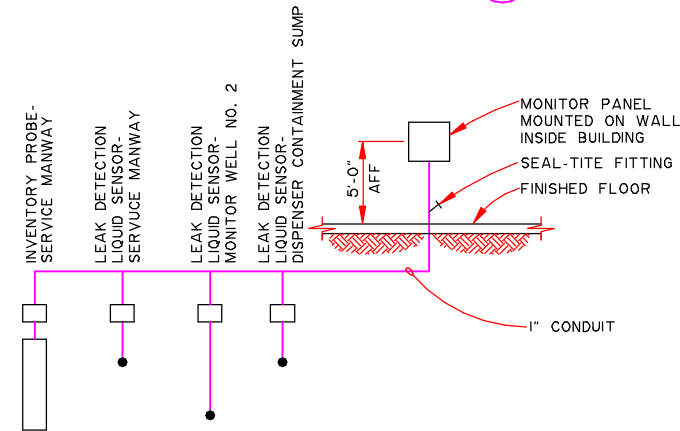 INVENTORY PROBE-
SERVICE MANWAY
LEAK DETECTION
LIQUID SENSOR-
SERVUCE MANWAY
LEAK DETECTION
LIQUID SENSOR-
MONITOR WELL NO. 2
LEAK DETECTION
LIQUID SENSOR-
DISPENSER CONTAINMENT SUMP
5'-0"
AFF
MONITOR PANEL
MOUNTED ON WALL
INSIDE BUILDING
SEAL-TITE FITTING
FINISHED FLOOR
1" CONDUIT